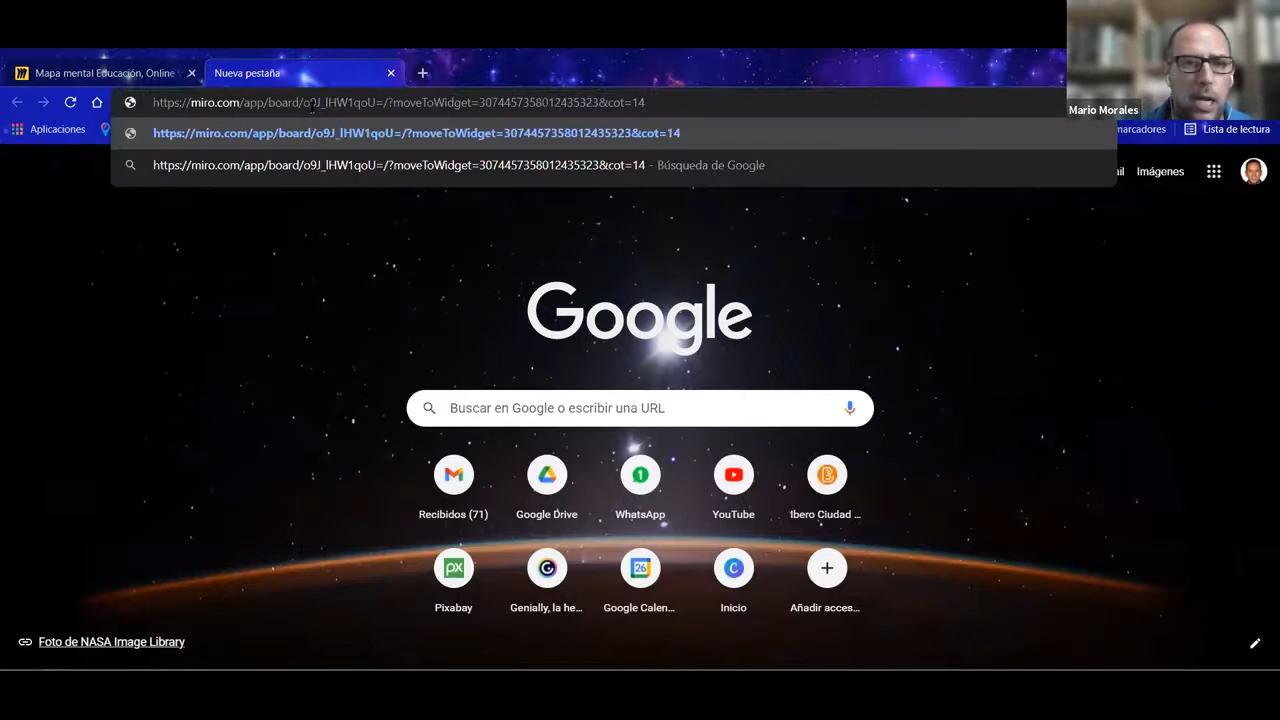 Mapa mental Educación, Online
Nueva pestaña
https://miro.com/app/board/o9J_lHW1qoU=/?moveToWidget=3074457358012435323&cot=14
Mario Morales
Aplicaciones
https://miro.com/app/board/o9J_lHW1qoU=/?moveToWidget=3074457358012435323&cot=14
marcadores
Lista de lectura
https://miro.com/app/board/o9J_lHW1qoU=/?moveToWidget=3074457358012435323&cot=14 - Búsqueda de Google
Imágenes
Google
Buscar en Google o escribir una URL
Recibidos (71)
Google Drive
WhatsApp
YouTube
Ibero Ciudad ...
Pixabay
Genially, la he...
Google Calen...
Inicio
Añadir acces...
Foto de NASA Image Library